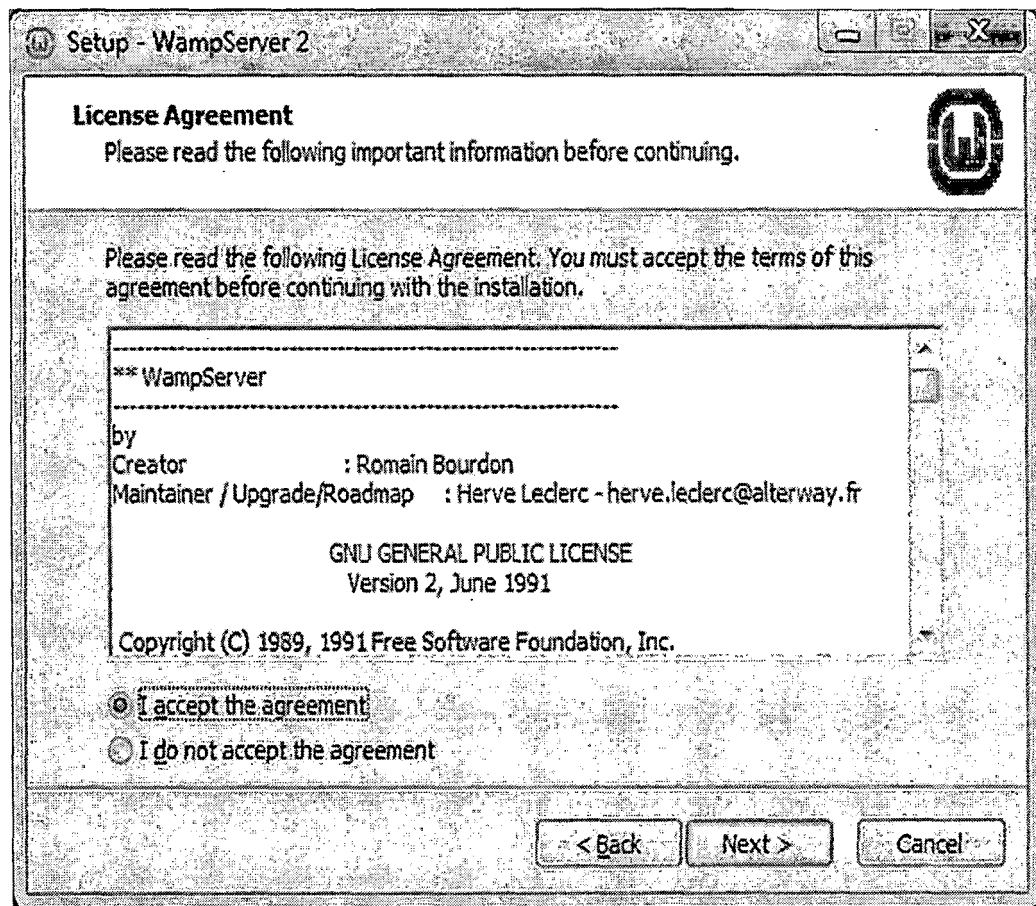 Setup - WampServer 2
License Agreement
Please read the following important information before continuing.
Please read the following License Agreement. You must accept the terms of this
agreement before continuing with the installation.
------------------------------------------------------------
** WampServer
------------------------------------------------------------
by
Creator : Romain Bourdon
Maintainer / Upgrade/Roadmap : Herve Leclerc - herve.leclerc@alterway.fr
GNU GENERAL PUBLIC LICENSE
Version 2, June 1991
Copyright (C) 1989, 1991 Free Software Foundation, Inc.
I accept the agreement
I do not accept the agreement
< Back
Next >
Cancel